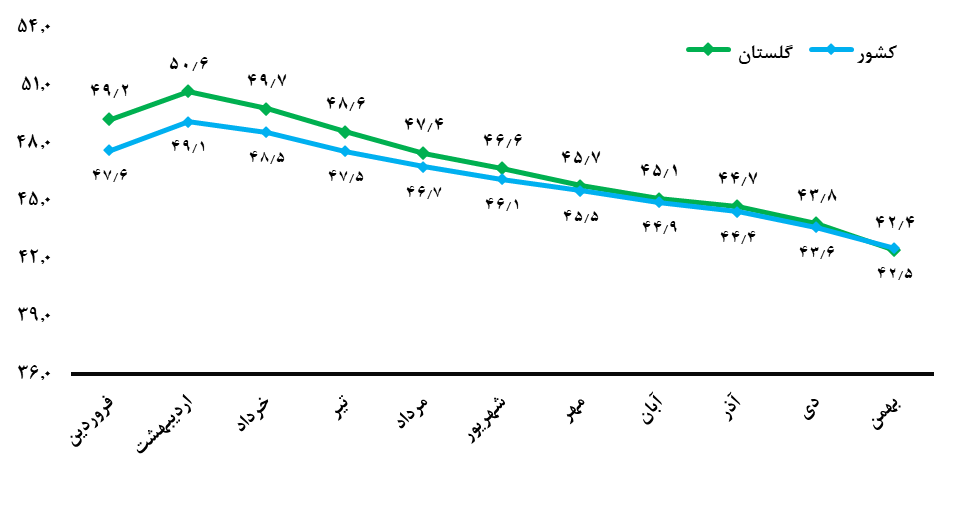 ۵۴٫۰
۵۱٫۰
۴۸٫۰
۴۵٫۰
۴۲٫۰
۳۹٫۰
۳۶٫۰
گلستان
کشور
۴۹/۲ ۵۰/۶ ۴۹/۷ ۴۸/۶ ۴۷/۴ ۴۶/۶ ۴۵/۷ ۴۵/۱ ۴۴/۷ ۴۳/۸ ۴۲/۴
۴۷/۶ ۴۹/۱ ۴۸/۵ ۴۷/۵ ۴۶/۷ ۴۶/۱ ۴۵/۵ ۴۴/۹ ۴۴/۴ ۴۳/۶ ۴۲/۵
فروردین
اردیبهشت
خرداد
تیر
مرداد
شهریور
مهر
آبان
آذر
دی
بهمن